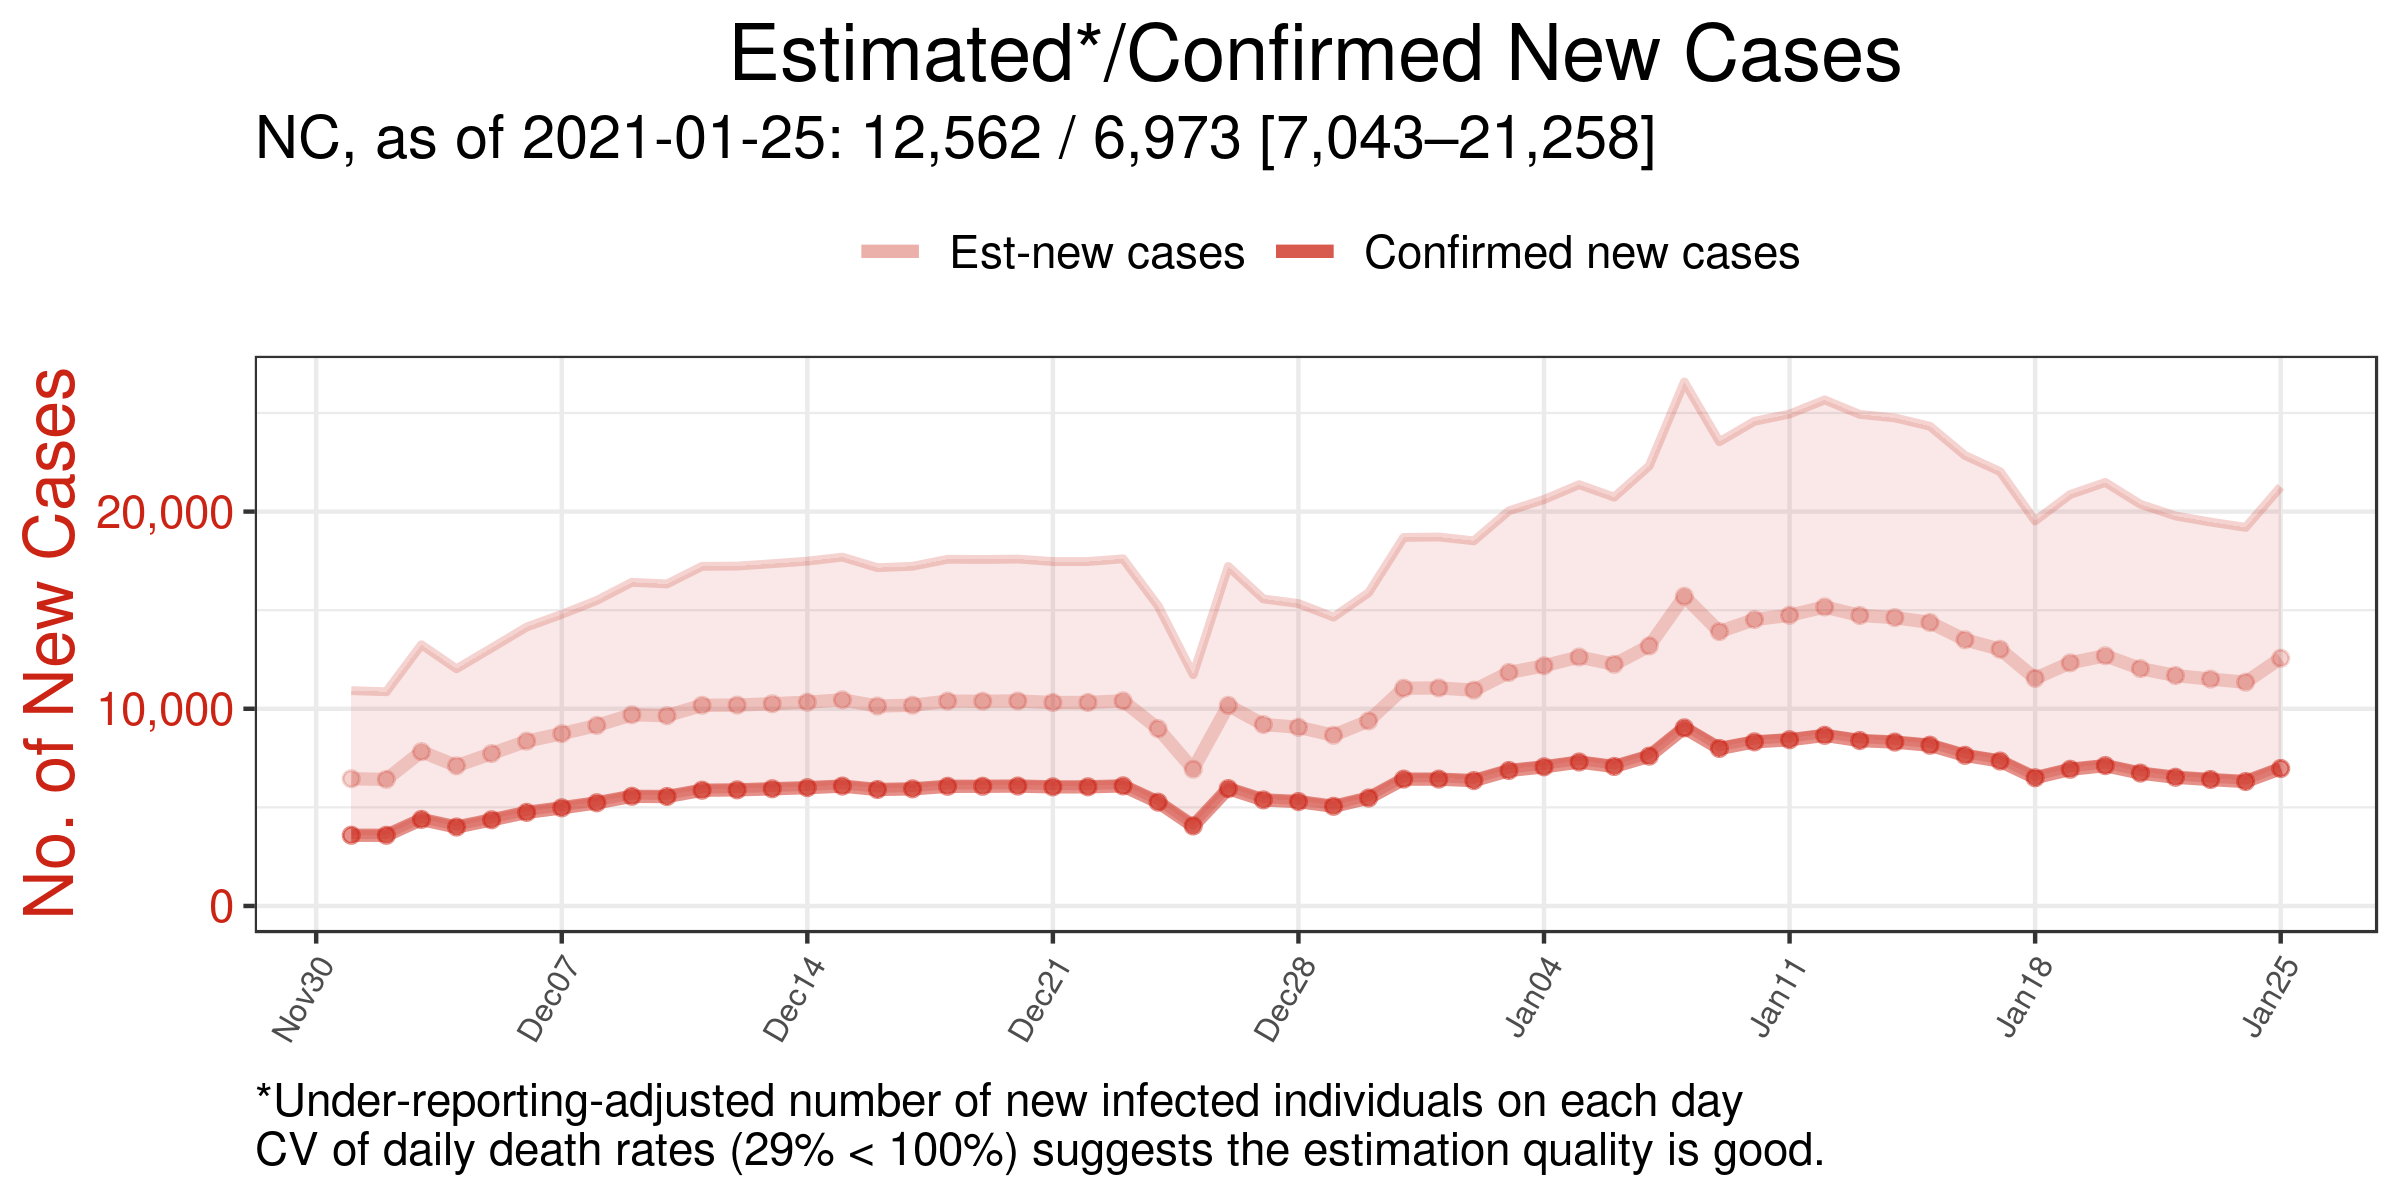 Estimated*/Confirmed New Cases
NC, as of 2021-01-25: 12,562 / 6,973 [7,043–21,258]
Est-new cases
Confirmed new cases
No. of New Cases
20,000
10,000
0
Nov30
Dec07
Dec14
Dec21
Dec28
Jan04
Jan11
Jan18
Jan25
*Under-reporting-adjusted number of new infected individuals on each day
CV of daily death rates (29% < 100%) suggests the estimation quality is good.